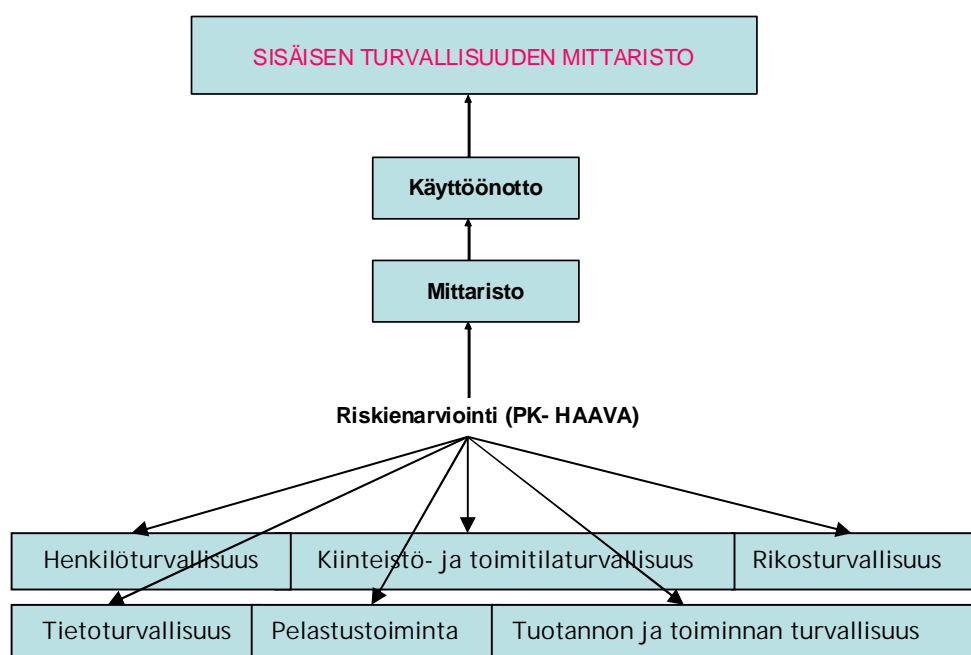 SISÄISEN TURVALLISUUDEN MITTARISTO
Käyttöönotto
Mittaristo
Riskienarviointi (PK- HAAVA)
Henkilöturvallisuus
Kiinteistö- ja toimitilaturvallisuus
Rikosturvallisuus
Tietoturvallisuus
Pelastustoiminta
Tuotannon ja toiminnan turvallisuus